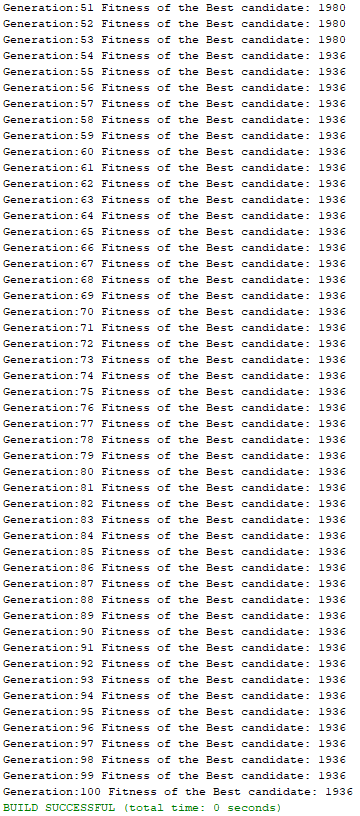 Generation:51 Fitness of the Best candidate: 1980
Generation:52 Fitness of the Best candidate: 1980
Generation:53 Fitness of the Best candidate: 1980
Generation:54 Fitness of the Best candidate: 1936
Generation:55 Fitness of the Best candidate: 1936
Generation:56 Fitness of the Best candidate: 1936
Generation:57 Fitness of the Best candidate: 1936
Generation:58 Fitness of the Best candidate: 1936
Generation:59 Fitness of the Best candidate: 1936
Generation:60 Fitness of the Best candidate: 1936
Generation:61 Fitness of the Best candidate: 1936
Generation:62 Fitness of the Best candidate: 1936
Generation:63 Fitness of the Best candidate: 1936
Generation:64 Fitness of the Best candidate: 1936
Generation:65 Fitness of the Best candidate: 1936
Generation:66 Fitness of the Best candidate: 1936
Generation:67 Fitness of the Best candidate: 1936
Generation:68 Fitness of the Best candidate: 1936
Generation:69 Fitness of the Best candidate: 1936
Generation:70 Fitness of the Best candidate: 1936
Generation:71 Fitness of the Best candidate: 1936
Generation:72 Fitness of the Best candidate: 1936
Generation:73 Fitness of the Best candidate: 1936
Generation:74 Fitness of the Best candidate: 1936
Generation:75 Fitness of the Best candidate: 1936
Generation:76 Fitness of the Best candidate: 1936
Generation:77 Fitness of the Best candidate: 1936
Generation:78 Fitness of the Best candidate: 1936
Generation:79 Fitness of the Best candidate: 1936
Generation:80 Fitness of the Best candidate: 1936
Generation:81 Fitness of the Best candidate: 1936
Generation:82 Fitness of the Best candidate: 1936
Generation:83 Fitness of the Best candidate: 1936
Generation:84 Fitness of the Best candidate: 1936
Generation:85 Fitness of the Best candidate: 1936
Generation:86 Fitness of the Best candidate: 1936
Generation:87 Fitness of the Best candidate: 1936
Generation:88 Fitness of the Best candidate: 1936
Generation:89 Fitness of the Best candidate: 1936
Generation:90 Fitness of the Best candidate: 1936
Generation:91 Fitness of the Best candidate: 1936
Generation:92 Fitness of the Best candidate: 1936
Generation:93 Fitness of the Best candidate: 1936
Generation:94 Fitness of the Best candidate: 1936
Generation:95 Fitness of the Best candidate: 1936
Generation:96 Fitness of the Best candidate: 1936
Generation:97 Fitness of the Best candidate: 1936
Generation:98 Fitness of the Best candidate: 1936
Generation:99 Fitness of the Best candidate: 1936
Generation:100 Fitness of the Best candidate: 1936
BUILD SUCCESSFUL (total time: 0 seconds)